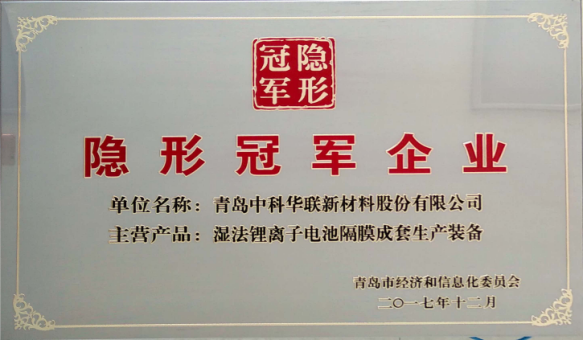 隐形
冠军
隐形冠军企业
单位名称：青岛中科华联新材料股份有限公司
主营产品：湿法锂离子电池隔膜成套生产装备
青岛市经济和信息化委员会
二〇一七年十二月